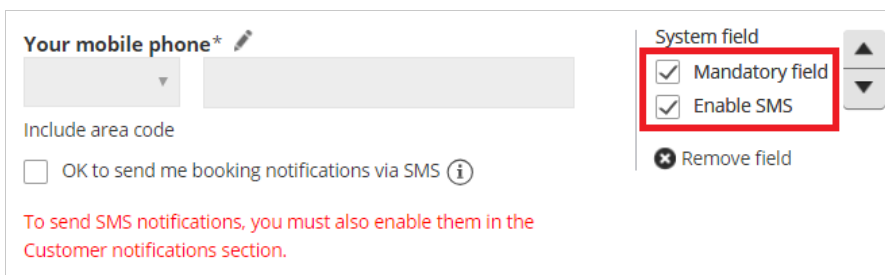 Your mobile phone*
Include area code
OK to send me booking notifications via SMS
To send SMS notifications, you must also enable them in the
Customer notifications section.
System field
Mandatory field
Enable SMS
Remove field